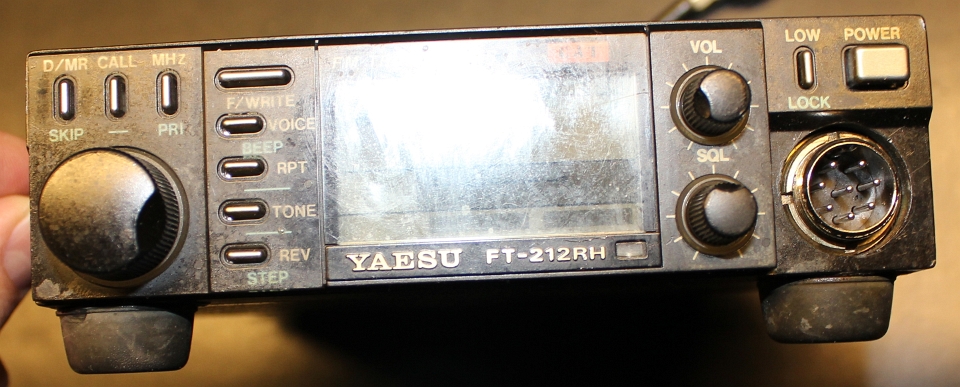 D/MR CALL MHz
SKIP — PRI
F/WRITE
VOICE
BEEP
RPT
TONE
REV
STEP
YAESU FT-212RH
VOL
SQL
LOW POWER
LOCK